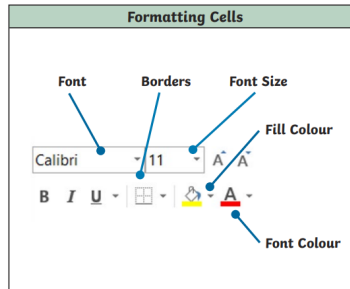 Formatting Cells
Font Borders Font Size
Fill Colour
Calibri 11 A A
B I U A
Font Colour